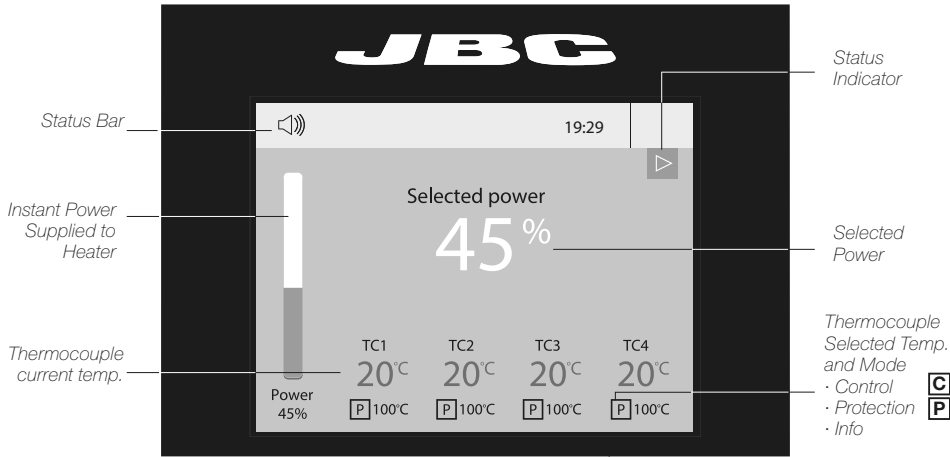 JBC
Status
Indicator
Status Bar
19:29
Instant Power
Supplied to
Heater
Selected power
45%
Selected
Power
Thermocouple
current temp.
TC1 TC2 TC3 TC4
20°C 20°C 20°C 20°C
P 100°C P 100°C P 100°C P 100°C
Power
45%
Thermocouple
Selected Temp.
and Mode
· Control C
· Protection P
· Info